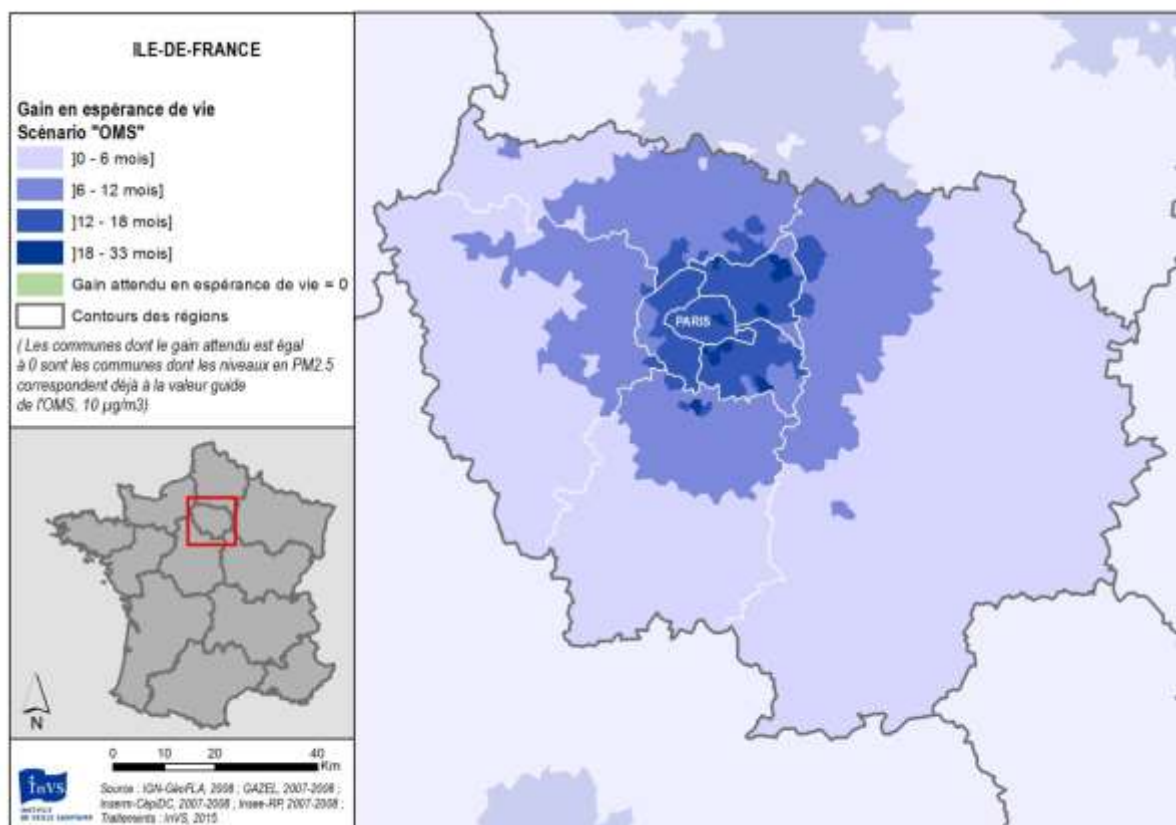 ILE-DE-FRANCE
Gain en espérance de vie
Scénario "OMS"
]0 - 6 mois]
]6 - 12 mois]
]12 - 18 mois]
]18 - 33 mois]
Gain attendu en espérance de vie = 0
Contours des régions
( Les communes dont le gain attendu est égal
à 0 sont les communes dont les niveaux en PM2.5
correspondent déjà à la valeur guide
de l'OMS, 10 µg/m3)
PARIS
N
0 10 20 40
Km
InVS
INSTITUT
DE VEILLE SANITAIRE
Source : IGN-GéoFLA, 2008 ; GAZEL, 2007-2008 ;
Inserm-CépiDC, 2007-2008 ; Insee-RP, 2007-2008 ;
Traitements : InVS, 2015